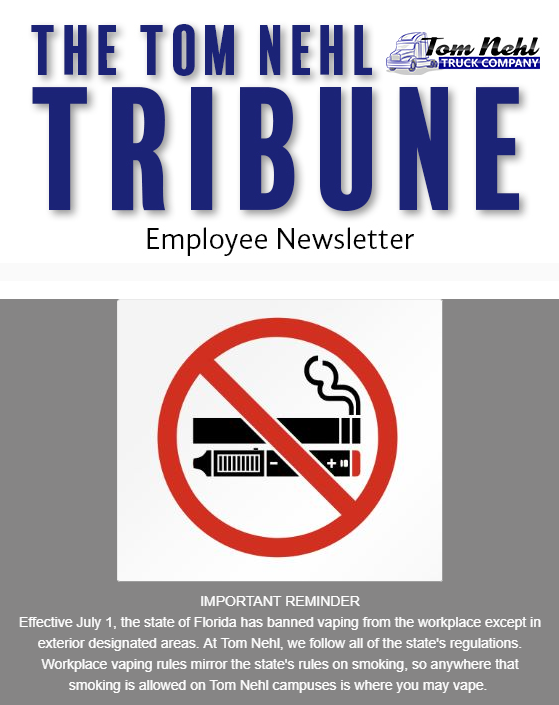 THE TOM NEHL
Tom Nehl
TRUCK COMPANY
TRIBUNE
Employee Newsletter
IMPORTANT REMINDER
Effective July 1, the state of Florida has banned vaping from the workplace except in
exterior designated areas. At Tom Nehl, we follow all of the state's regulations.
Workplace vaping rules mirror the state's rules on smoking, so anywhere that
smoking is allowed on Tom Nehl campuses is where you may vape.